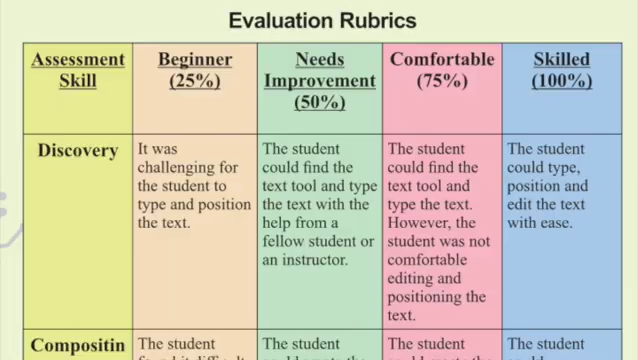 Evaluation Rubrics
Assessment
Skill
Beginner
(25%)
Needs
Improvement
(50%)
Comfortable
(75%)
Skilled
(100%)
Discovery
It was
challenging for
the student to
type and position
the text.
The student
could find the
text tool and type
the text with the
help from a
fellow student or
an instructor.
The student
could find the
text tool and
type the text.
However, the
student was not
comfortable
editing and
positioning the
text.
The student
could type,
position and
edit the text
with ease.
Compositin
The student
The student
The student
The student